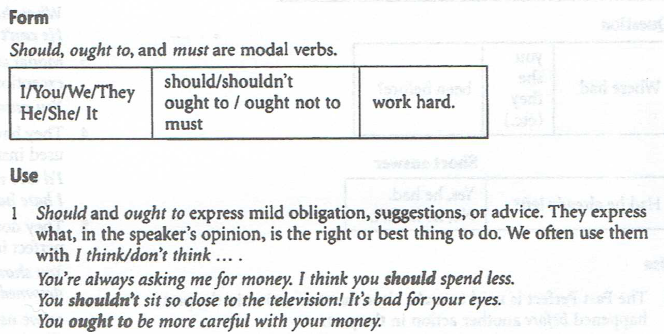 Form
Should, ought to, and must are modal verbs.
I/You/We/They
He/She/ It
should/shouldn't
ought to / ought not to
must
work hard.
Use
1 Should and ought to express mild obligation, suggestions, or advice. They express
what, in the speaker's opinion, is the right or best thing to do. We often use them
with I think/don't think ... .
You're always asking me for money. I think you should spend less.
You shouldn't sit so close to the television! It's bad for your eyes.
You ought to be more careful with your money.